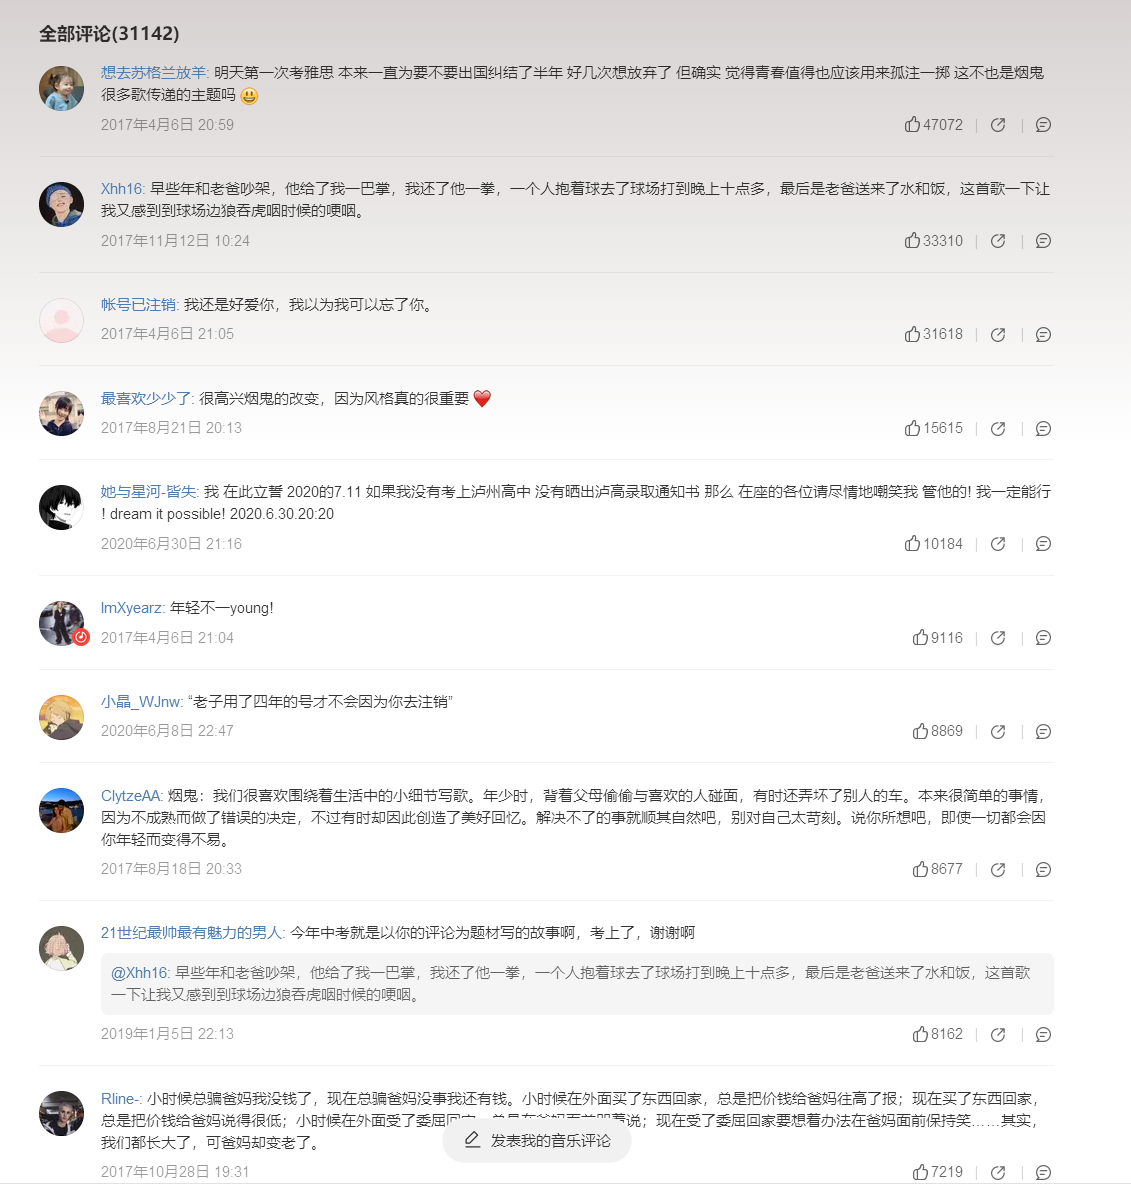 全部评论(31142)
想去苏格兰放羊: 明天第一次考雅思 本来一直为要不要出国纠结了半年 好几次想放弃了 但确实 觉得青春值得也应该用来孤注一掷 这不也是烟鬼
很多歌传递的主题吗 😃
2017年4月6日 20:59
47072
Xhh16: 早些年和老爸吵架，他给了我一巴掌，我还了他一拳，一个人抱着球去了球场打到晚上十点多，最后是老爸送来了水和饭，这首歌一下让
我又感到到球场边狼吞虎咽时候的哽咽。
2017年11月12日 10:24
33310
帐号已注销: 我还是好爱你，我以为我可以忘了你。
2017年4月6日 21:05
31618
最喜欢少少了: 很高兴烟鬼的改变，因为风格真的很重要 ❤
2017年8月21日 20:13
15615
她与星河-皆失: 我 在此立誓 2020的7.11 如果我没有考上泸州高中 没有晒出泸高录取通知书 那么 在座的各位请尽情地嘲笑我 管他的! 我一定能行
! dream it possible! 2020.6.30.20:20
2020年6月30日 21:16
10184
ImXyearz: 年轻不一young!
2017年4月6日 21:04
9116
小晶_WJnw: “老子用了四年的号才不会因为你去注销”
2020年6月8日 22:47
8869
ClytzeAA: 烟鬼：我们很喜欢围绕着生活中的小细节写歌。年少时，背着父母偷偷与喜欢的人碰面，有时还弄坏了别人的车。本来很简单的事情，
因为不成熟而做了错误的决定，不过有时却因此创造了美好回忆。解决不了的事就顺其自然吧，别对自己太苛刻。说你所想吧，即使一切都会因
你年轻而变得不易。
2017年8月18日 20:33
8677
21世纪最帅最有魅力的男人: 今年中考就是以你的评论为题材写的故事啊，考上了，谢谢啊
@Xhh16: 早些年和老爸吵架，他给了我一巴掌，我还了他一拳，一个人抱着球去了球场打到晚上十点多，最后是老爸送来了水和饭，这首歌
一下让我又感到到球场边狼吞虎咽时候的哽咽。
2019年1月5日 22:13
8162
Rline-: 小时候总骗爸妈我没钱了，现在总骗爸妈没事我还有钱。小时候在外面买了东西回家，总是把价钱给爸妈往高了报；现在买了东西回家，
总是把价钱给爸妈说得很低；小时候在外面受了委屈回家，总是在爸妈面前哭着说；现在受了委屈回家要想着办法在爸妈面前保持笑……其实，
我们都长大了，可爸妈却变老了。
发表我的音乐评论
2017年10月28日 19:31
7219